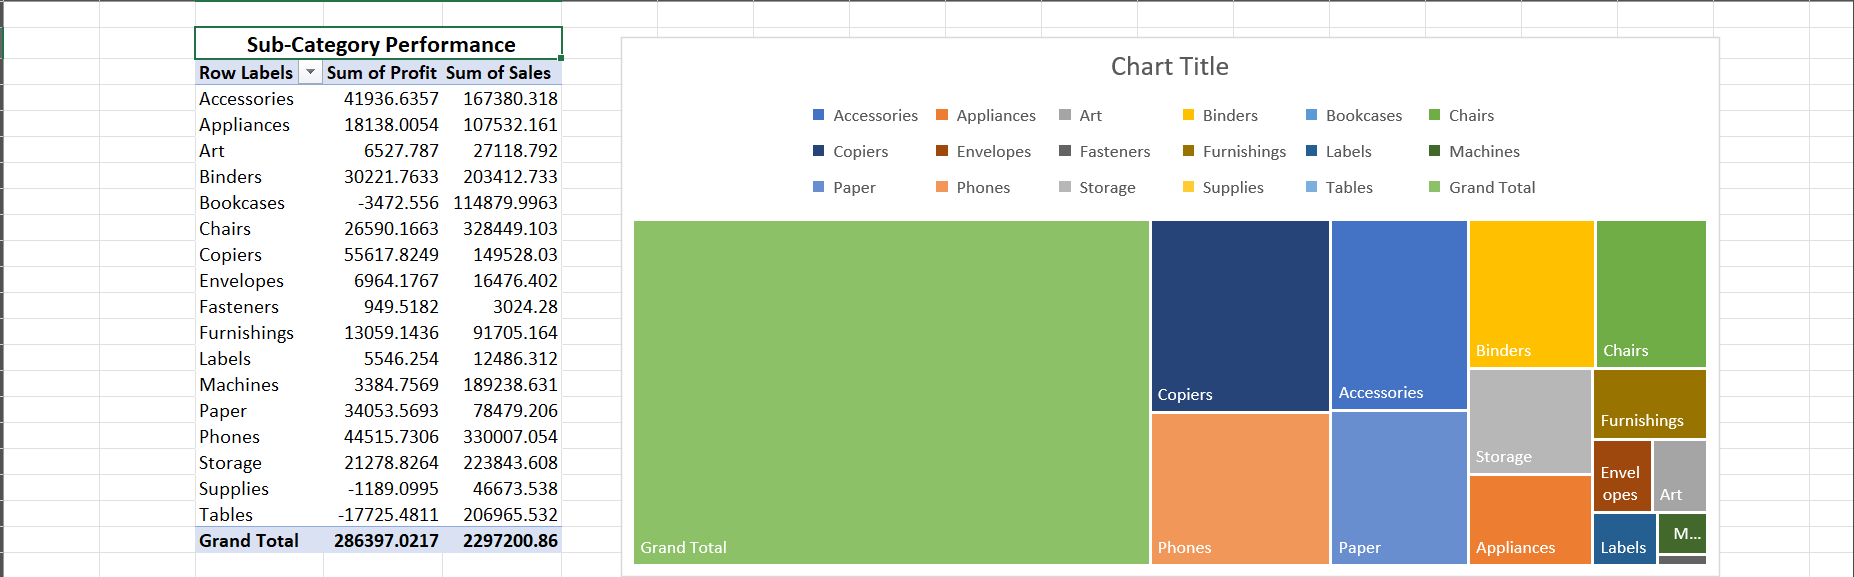 Sub-Category Performance
Row Labels Sum of Profit Sum of Sales
Accessories 41936.6357 167380.318
Appliances 18138.0054 107532.161
Art 6527.787 27118.792
Binders 30221.7633 203412.733
Bookcases -3472.556 114879.9963
Chairs 26590.1663 328449.103
Copiers 55617.8249 149528.03
Envelopes 6964.1767 16476.402
Fasteners 949.5182 3024.28
Furnishings 13059.1436 91705.164
Labels 5546.254 12486.312
Machines 3384.7569 189238.631
Paper 34053.5693 78479.206
Phones 44515.7306 330007.054
Storage 21278.8264 223843.608
Supplies -1189.0995 46673.538
Tables -17725.4811 206965.532
Grand Total 286397.0217 2297200.86
Chart Title
Accessories Appliances Art Binders Bookcases Chairs
Copiers Envelopes Fasteners Furnishings Labels Machines
Paper Phones Storage Supplies Tables Grand Total
Binders Chairs
Copiers Accessories
Furnishings
Storage
Envel
opes Art
M...
Grand Total Phones Paper Appliances Labels